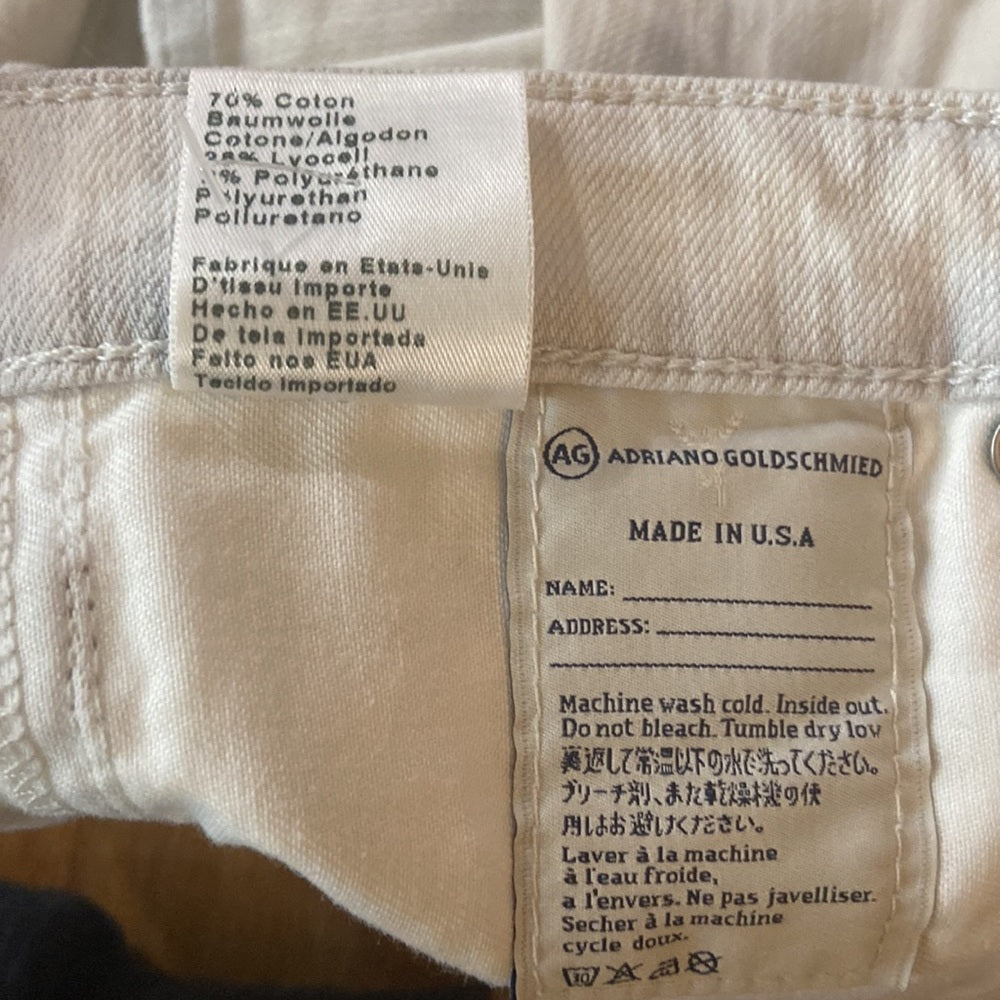 70% Coton
Baumwolle
Cotone/Algodon
28% Lyocell
% Polyuréthane
Polyurethan
Poliuretano
Fabrique en Etats-Unis
D'tissu Importe
Hecho en EE.UU
De tela Importada
Feito nos EUA
Tecido Importado
AG ADRIANO GOLDSCHMIED
MADE IN U.S.A
NAME:
ADDRESS:
Machine wash cold. Inside out.
Do not bleach. Tumble dry low
裏返して常温以下の水で洗ってください。
ブリーチ剤、また乾燥機の使
用はお避けください。
Laver à la machine
à l'eau froide,
a l'envers. Ne pas javelliser.
Secher à la machine
cycle doux.